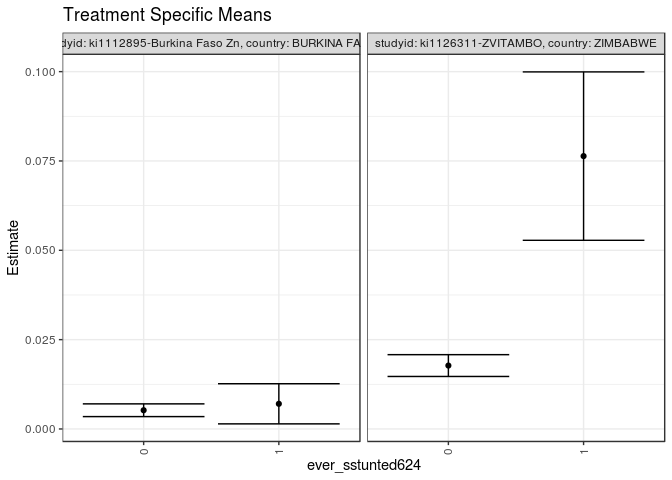 Treatment Specific Means
dyid: ki1112895-Burkina Faso Zn, country: BURKINA FA
studyid: ki1126311-ZVITAMBO, country: ZIMBABWE
0.100
0.075
0.050
0.025
0.000
Estimate
0
1
0
1
ever_sstunted624